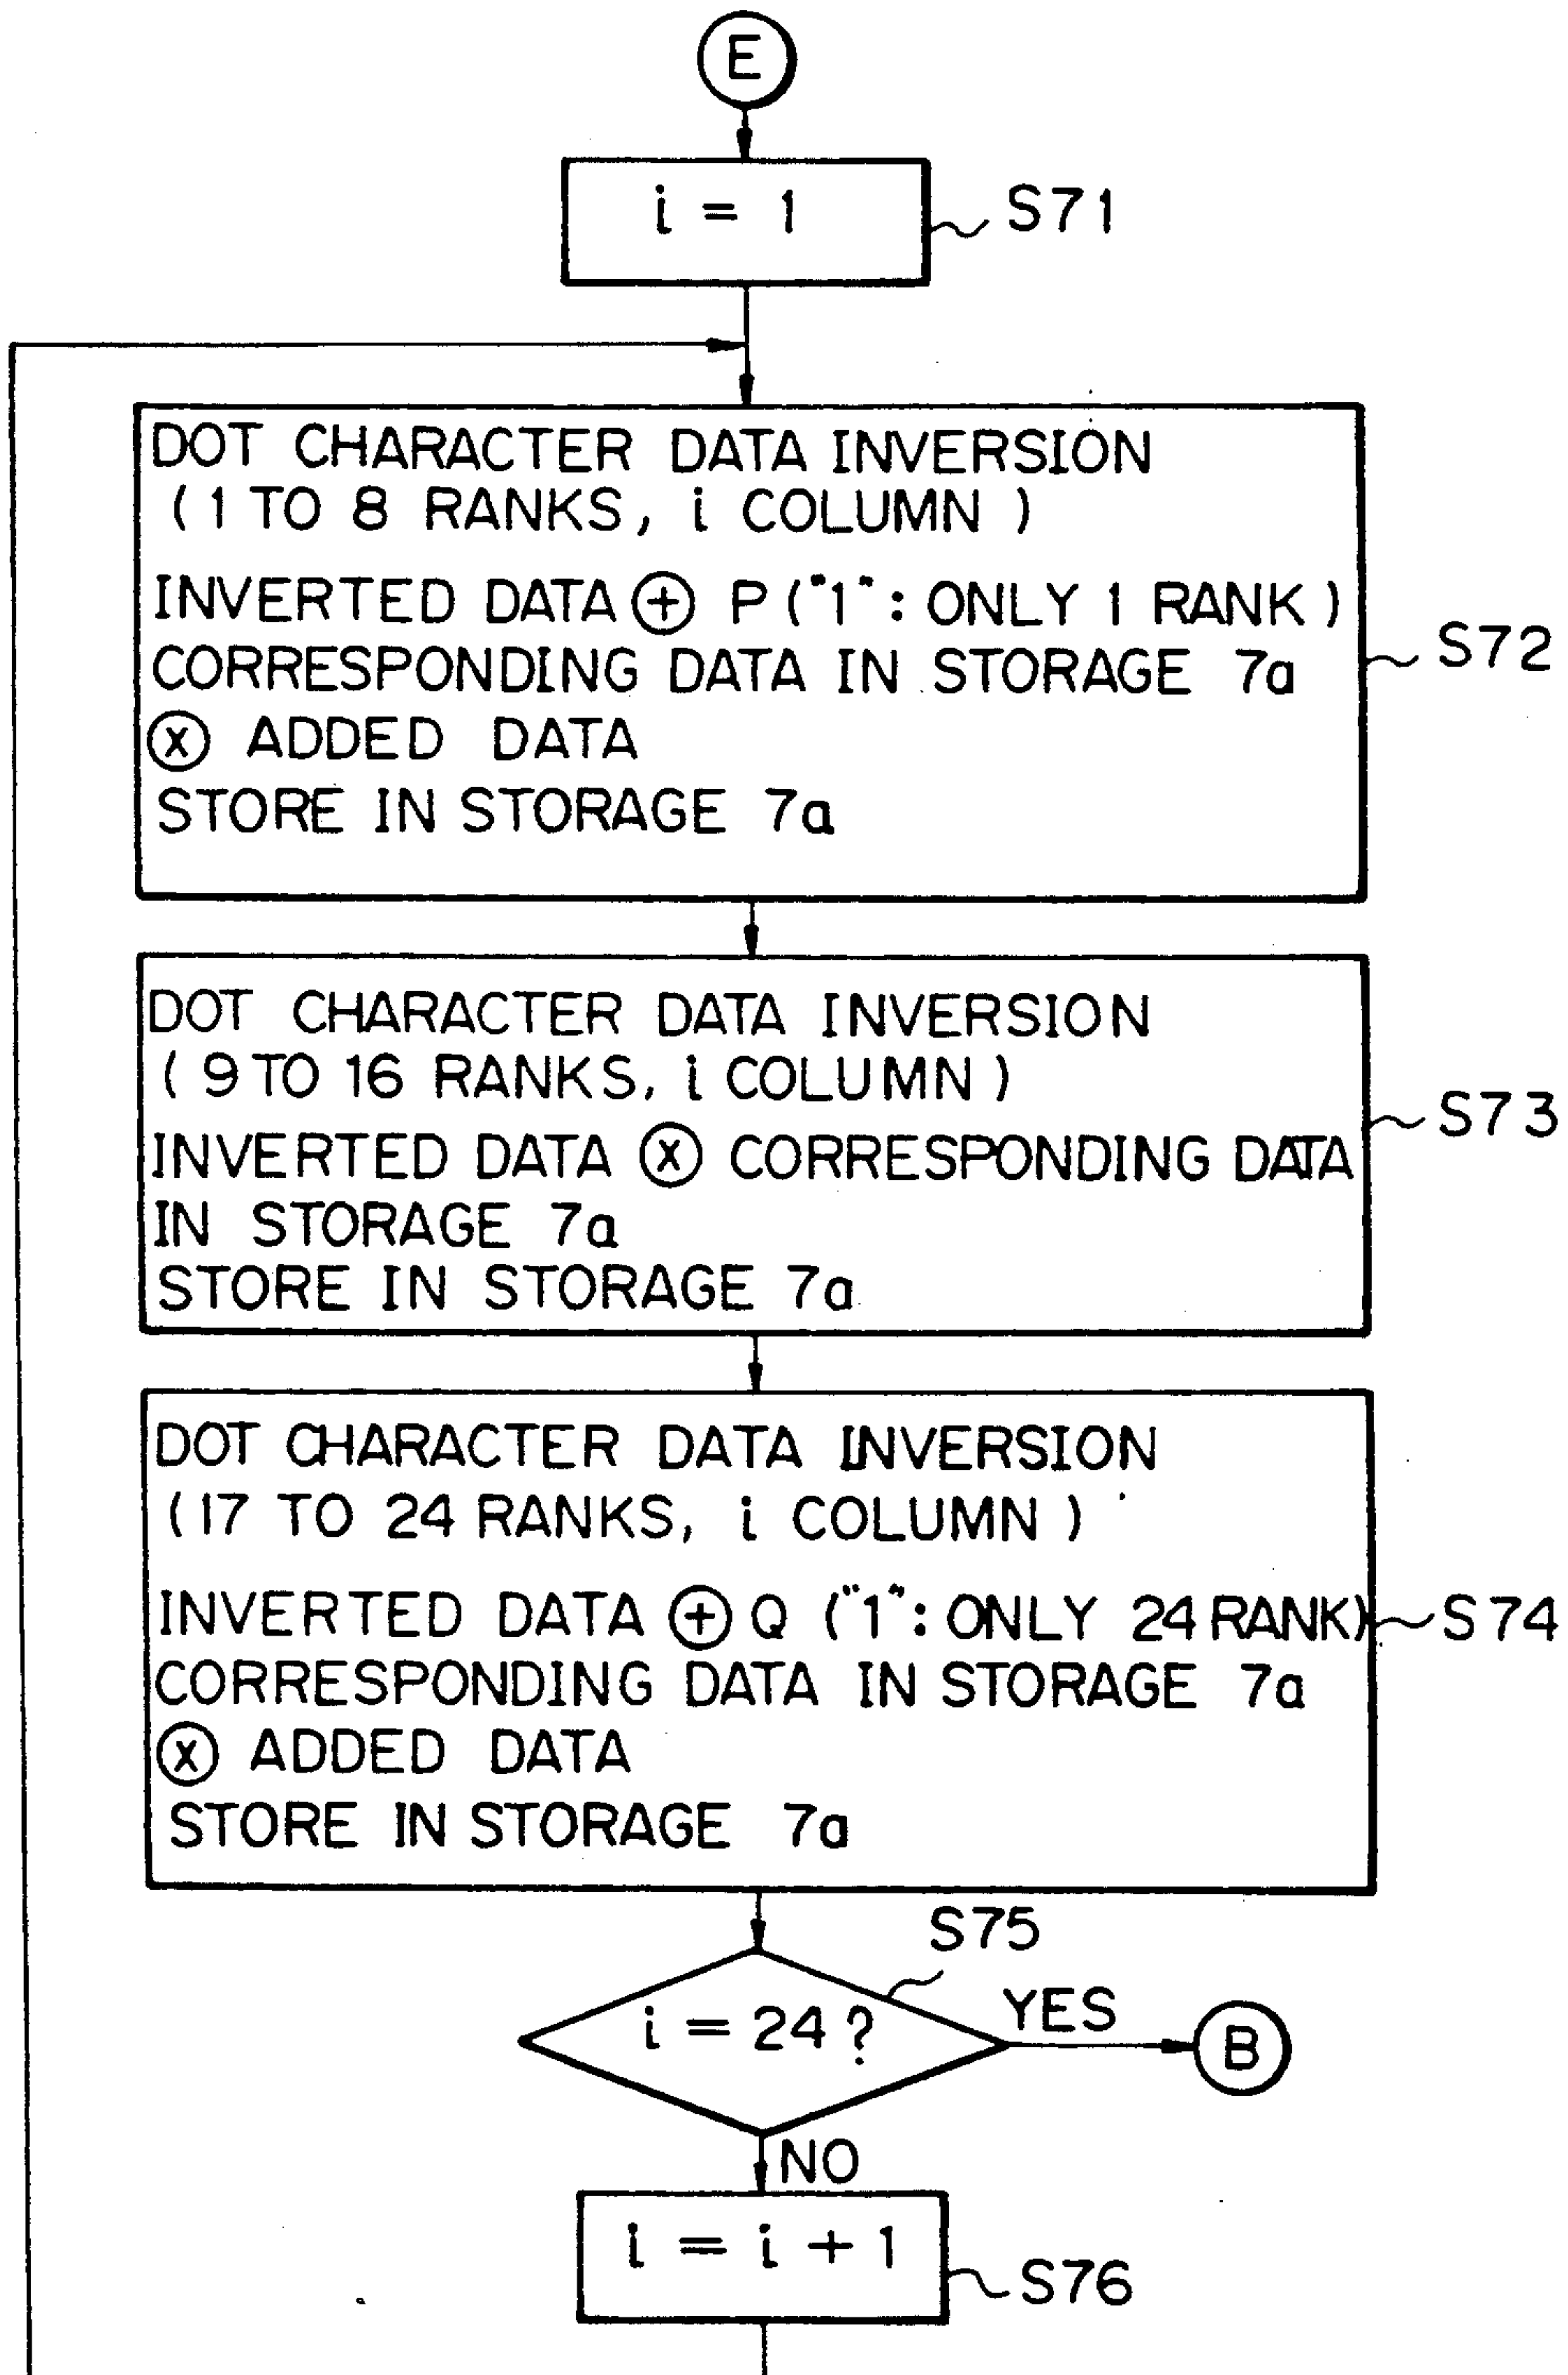 E
i = 1
S71
DOT CHARACTER DATA INVERSION
(1 TO 8 RANKS, i COLUMN)
INVERTED DATA ⊕ P ("1": ONLY 1 RANK)
CORRESPONDING DATA IN STORAGE 7a
⊗ ADDED DATA
STORE IN STORAGE 7a
S72
DOT CHARACTER DATA INVERSION
(9 TO 16 RANKS, i COLUMN)
INVERTED DATA ⊗ CORRESPONDING DATA
IN STORAGE 7a
STORE IN STORAGE 7a
S73
DOT CHARACTER DATA INVERSION
(17 TO 24 RANKS, i COLUMN)
INVERTED DATA ⊕ Q ("1": ONLY 24 RANK)
CORRESPONDING DATA IN STORAGE 7a
⊗ ADDED DATA
STORE IN STORAGE 7a
S74
S75
i = 24?
YES
B
NO
i = i + 1
S76